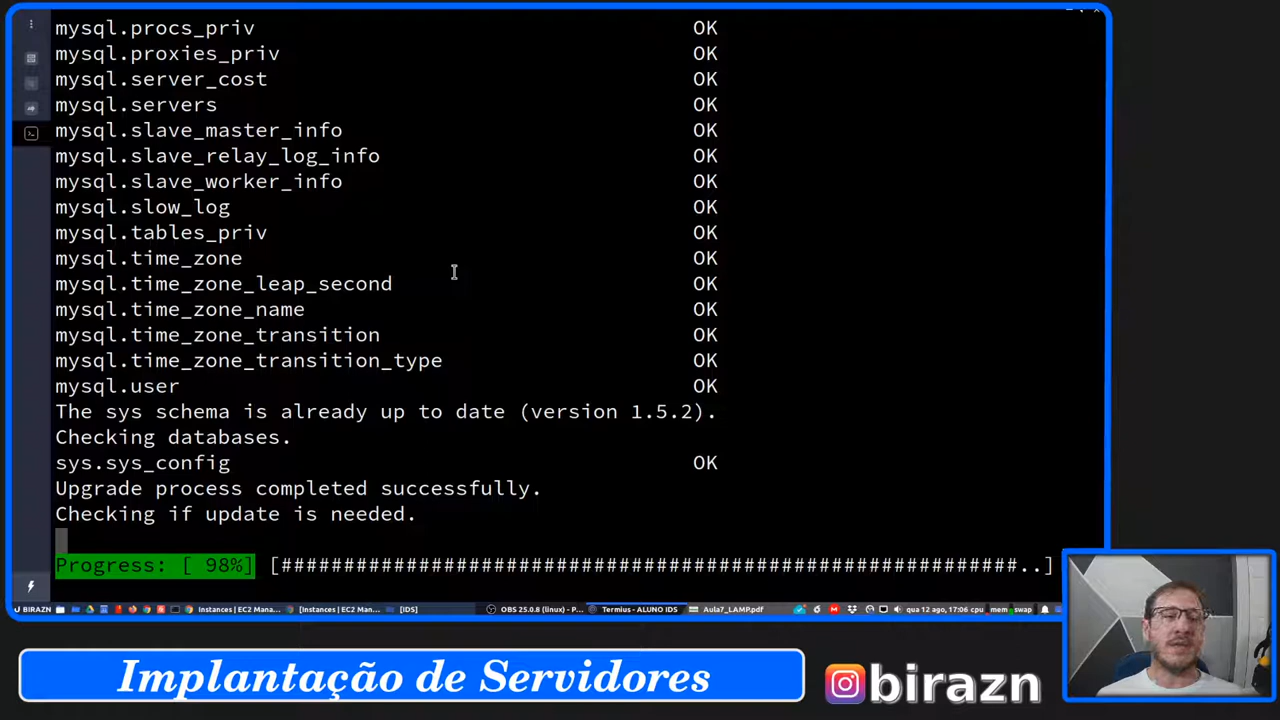 mysql.procs_priv OK
mysql.proxies_priv OK
mysql.server_cost OK
mysql.servers OK
mysql.slave_master_info OK
mysql.slave_relay_log_info OK
mysql.slave_worker_info OK
mysql.slow_log OK
mysql.tables_priv OK
mysql.time_zone OK
mysql.time_zone_leap_second OK
mysql.time_zone_name OK
mysql.time_zone_transition OK
mysql.time_zone_transition_type OK
mysql.user OK
The sys schema is already up to date (version 1.5.2).
Checking databases.
sys.sys_config OK
Upgrade process completed successfully.
Checking if update is needed.
Progress: [ 98%] [###########################################################..]
BIRAZN Instances | EC2 Mana... [Instances | EC2 Man... [IDS] OBS 25.0.8 (linux) - P... Termius - ALUNO IDS Aula7_LAMP.pdf qua 12 ago, 17:06 cpu mem swap
Implantação de Servidores
birazn